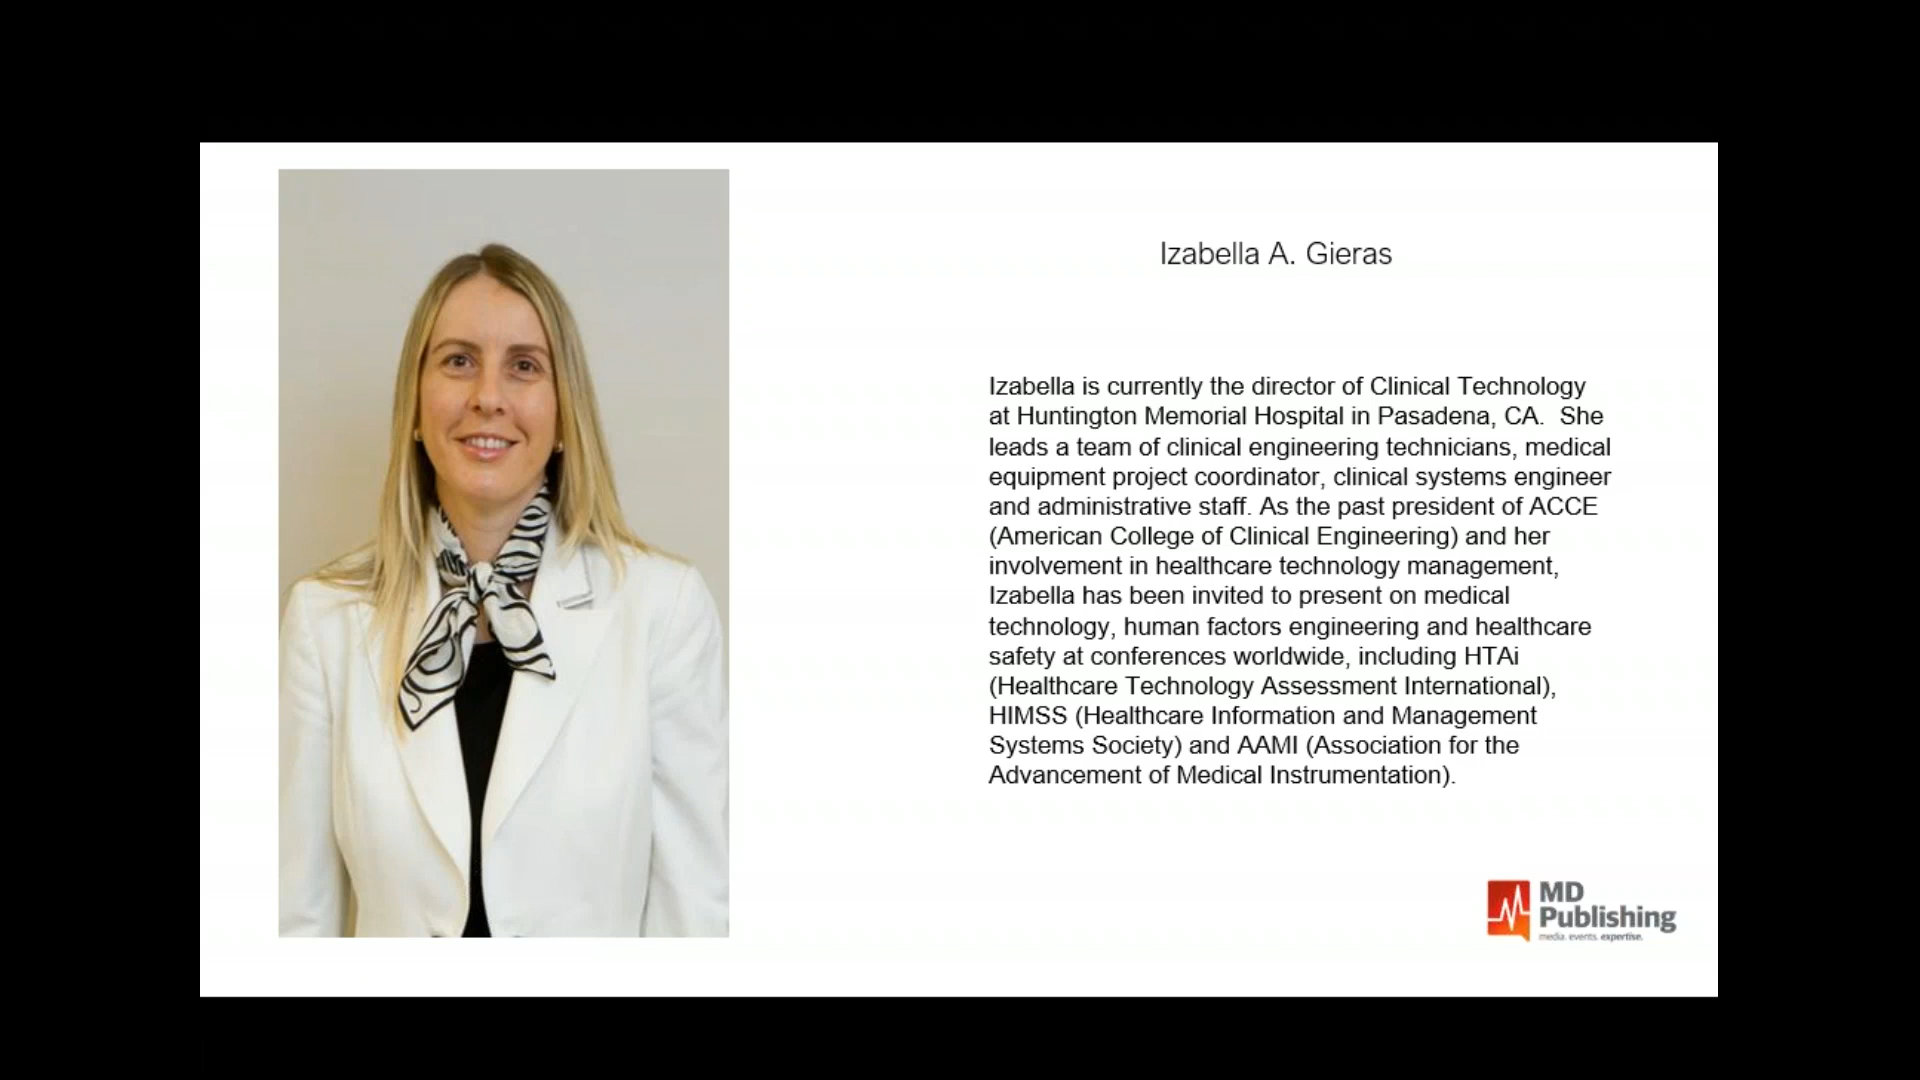 Izabella A. Gieras
Izabella is currently the director of Clinical Technology
at Huntington Memorial Hospital in Pasadena, CA.  She
leads a team of clinical engineering technicians, medical
equipment project coordinator, clinical systems engineer
and administrative staff. As the past president of ACCE
(American College of Clinical Engineering) and her
involvement in healthcare technology management,
Izabella has been invited to present on medical
technology, human factors engineering and healthcare
safety at conferences worldwide, including HTAi
(Healthcare Technology Assessment International),
HIMSS (Healthcare Information and Management
Systems Society) and AAMI (Association for the
Advancement of Medical Instrumentation).
MD
Publishing
media. events. expertise.